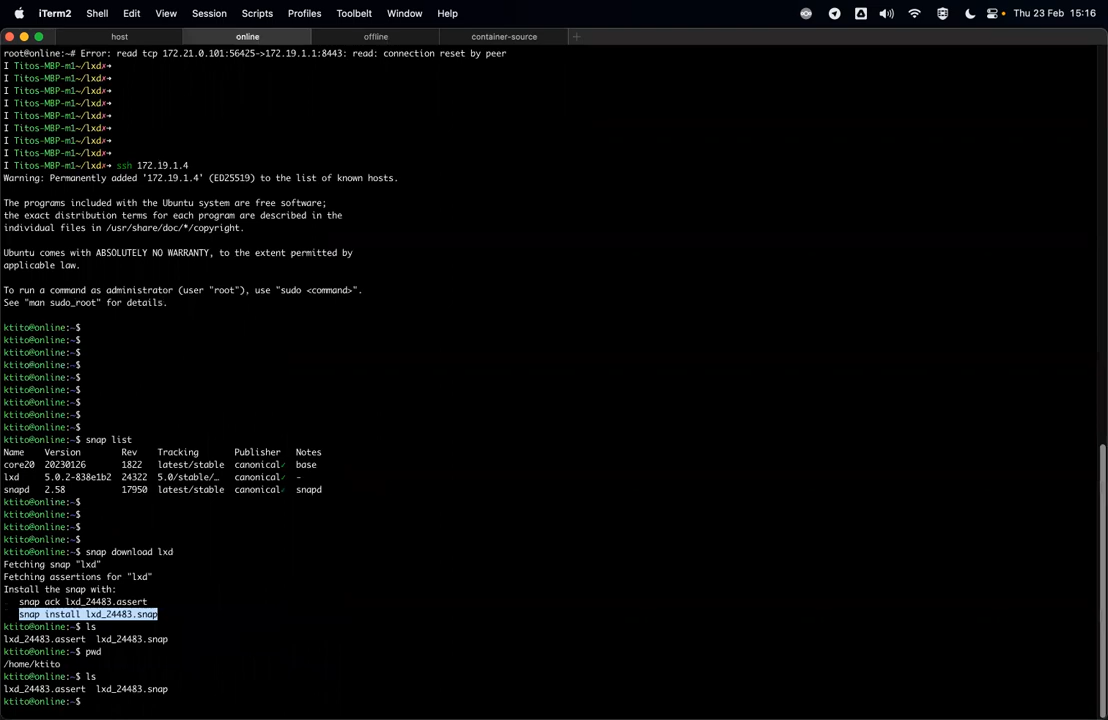 iTerm2 Shell Edit View Session Scripts Profiles Toolbelt Window Help Thu 23 Feb 15:16
host online offline container-source
root@online:~# Error: read tcp 172.21.0.101:56425->172.19.1.1:8443: read: connection reset by peer
I Titos-MBP-m1~/lxd✗➜
I Titos-MBP-m1~/lxd✗➜
I Titos-MBP-m1~/lxd✗➜
I Titos-MBP-m1~/lxd✗➜
I Titos-MBP-m1~/lxd✗➜
I Titos-MBP-m1~/lxd✗➜
I Titos-MBP-m1~/lxd✗➜
I Titos-MBP-m1~/lxd✗➜
I Titos-MBP-m1~/lxd✗➜ ssh 172.19.1.4
Warning: Permanently added '172.19.1.4' (ED25519) to the list of known hosts.
The programs included with the Ubuntu system are free software;
the exact distribution terms for each program are described in the
individual files in /usr/share/doc/*/copyright.
Ubuntu comes with ABSOLUTELY NO WARRANTY, to the extent permitted by
applicable law.
To run a command as administrator (user "root"), use "sudo <command>".
See "man sudo_root" for details.
ktito@online:~$
ktito@online:~$
ktito@online:~$
ktito@online:~$
ktito@online:~$
ktito@online:~$
ktito@online:~$
ktito@online:~$
ktito@online:~$
ktito@online:~$ snap list
Name Version Rev Tracking Publisher Notes
core20 20230126 1822 latest/stable canonical✓ base
lxd 5.0.2-838e1b2 24322 5.0/stable/… canonical✓ -
snapd 2.58 17950 latest/stable canonical✓ snapd
ktito@online:~$
ktito@online:~$
ktito@online:~$
ktito@online:~$
ktito@online:~$ snap download lxd
Fetching snap "lxd"
Fetching assertions for "lxd"
Install the snap with:
snap ack lxd_24483.assert
snap install lxd_24483.snap
ktito@online:~$ ls
lxd_24483.assert lxd_24483.snap
ktito@online:~$ pwd
/home/ktito
ktito@online:~$ ls
lxd_24483.assert lxd_24483.snap
ktito@online:~$